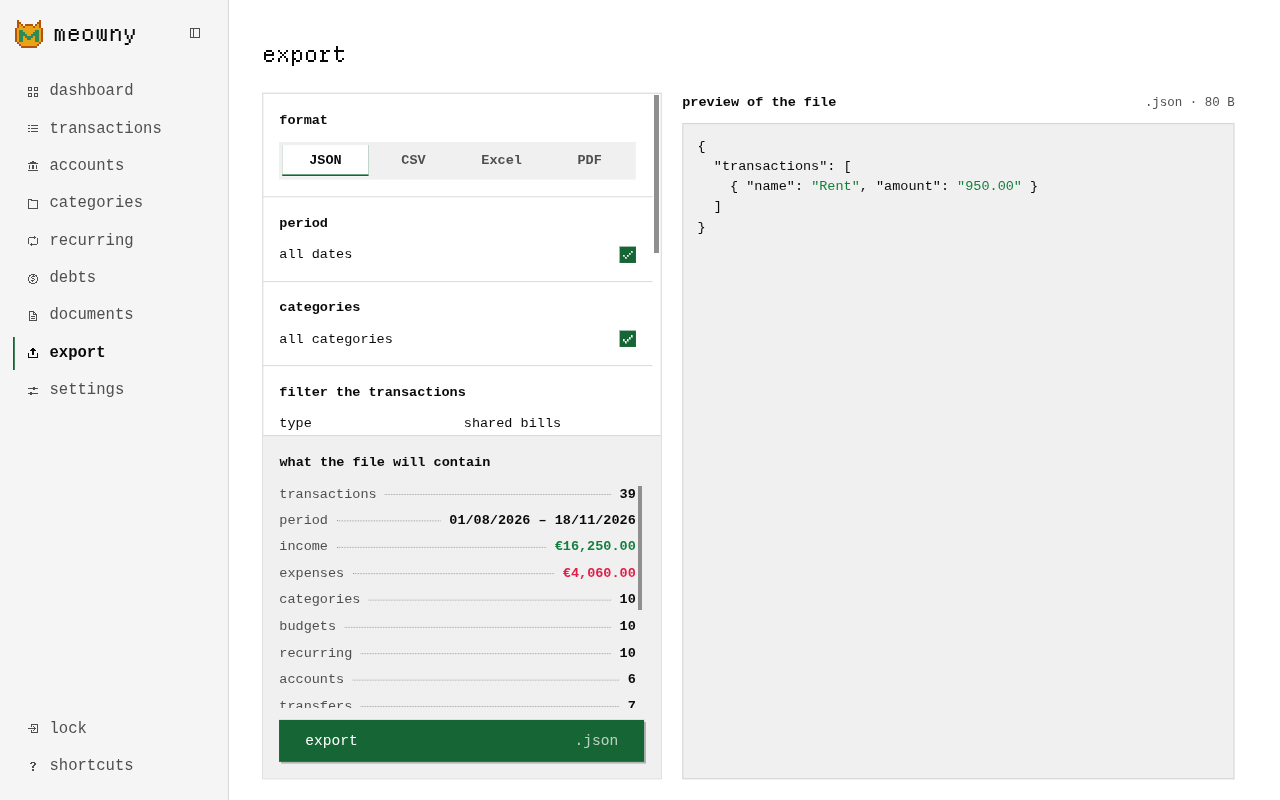 meowny
dashboard
transactions
accounts
categories
recurring
debts
documents
export
settings
lock
shortcuts
export
format
JSON CSV Excel PDF
period
all dates
categories
all categories
filter the transactions
type shared bills
what the file will contain
transactions 39
period 01/08/2026 – 18/11/2026
income €16,250.00
expenses €4,060.00
categories 10
budgets 10
recurring 10
accounts 6
transfers 7
export .json
preview of the file .json · 80 B
{
  "transactions": [
    { "name": "Rent", "amount": "950.00" }
  ]
}